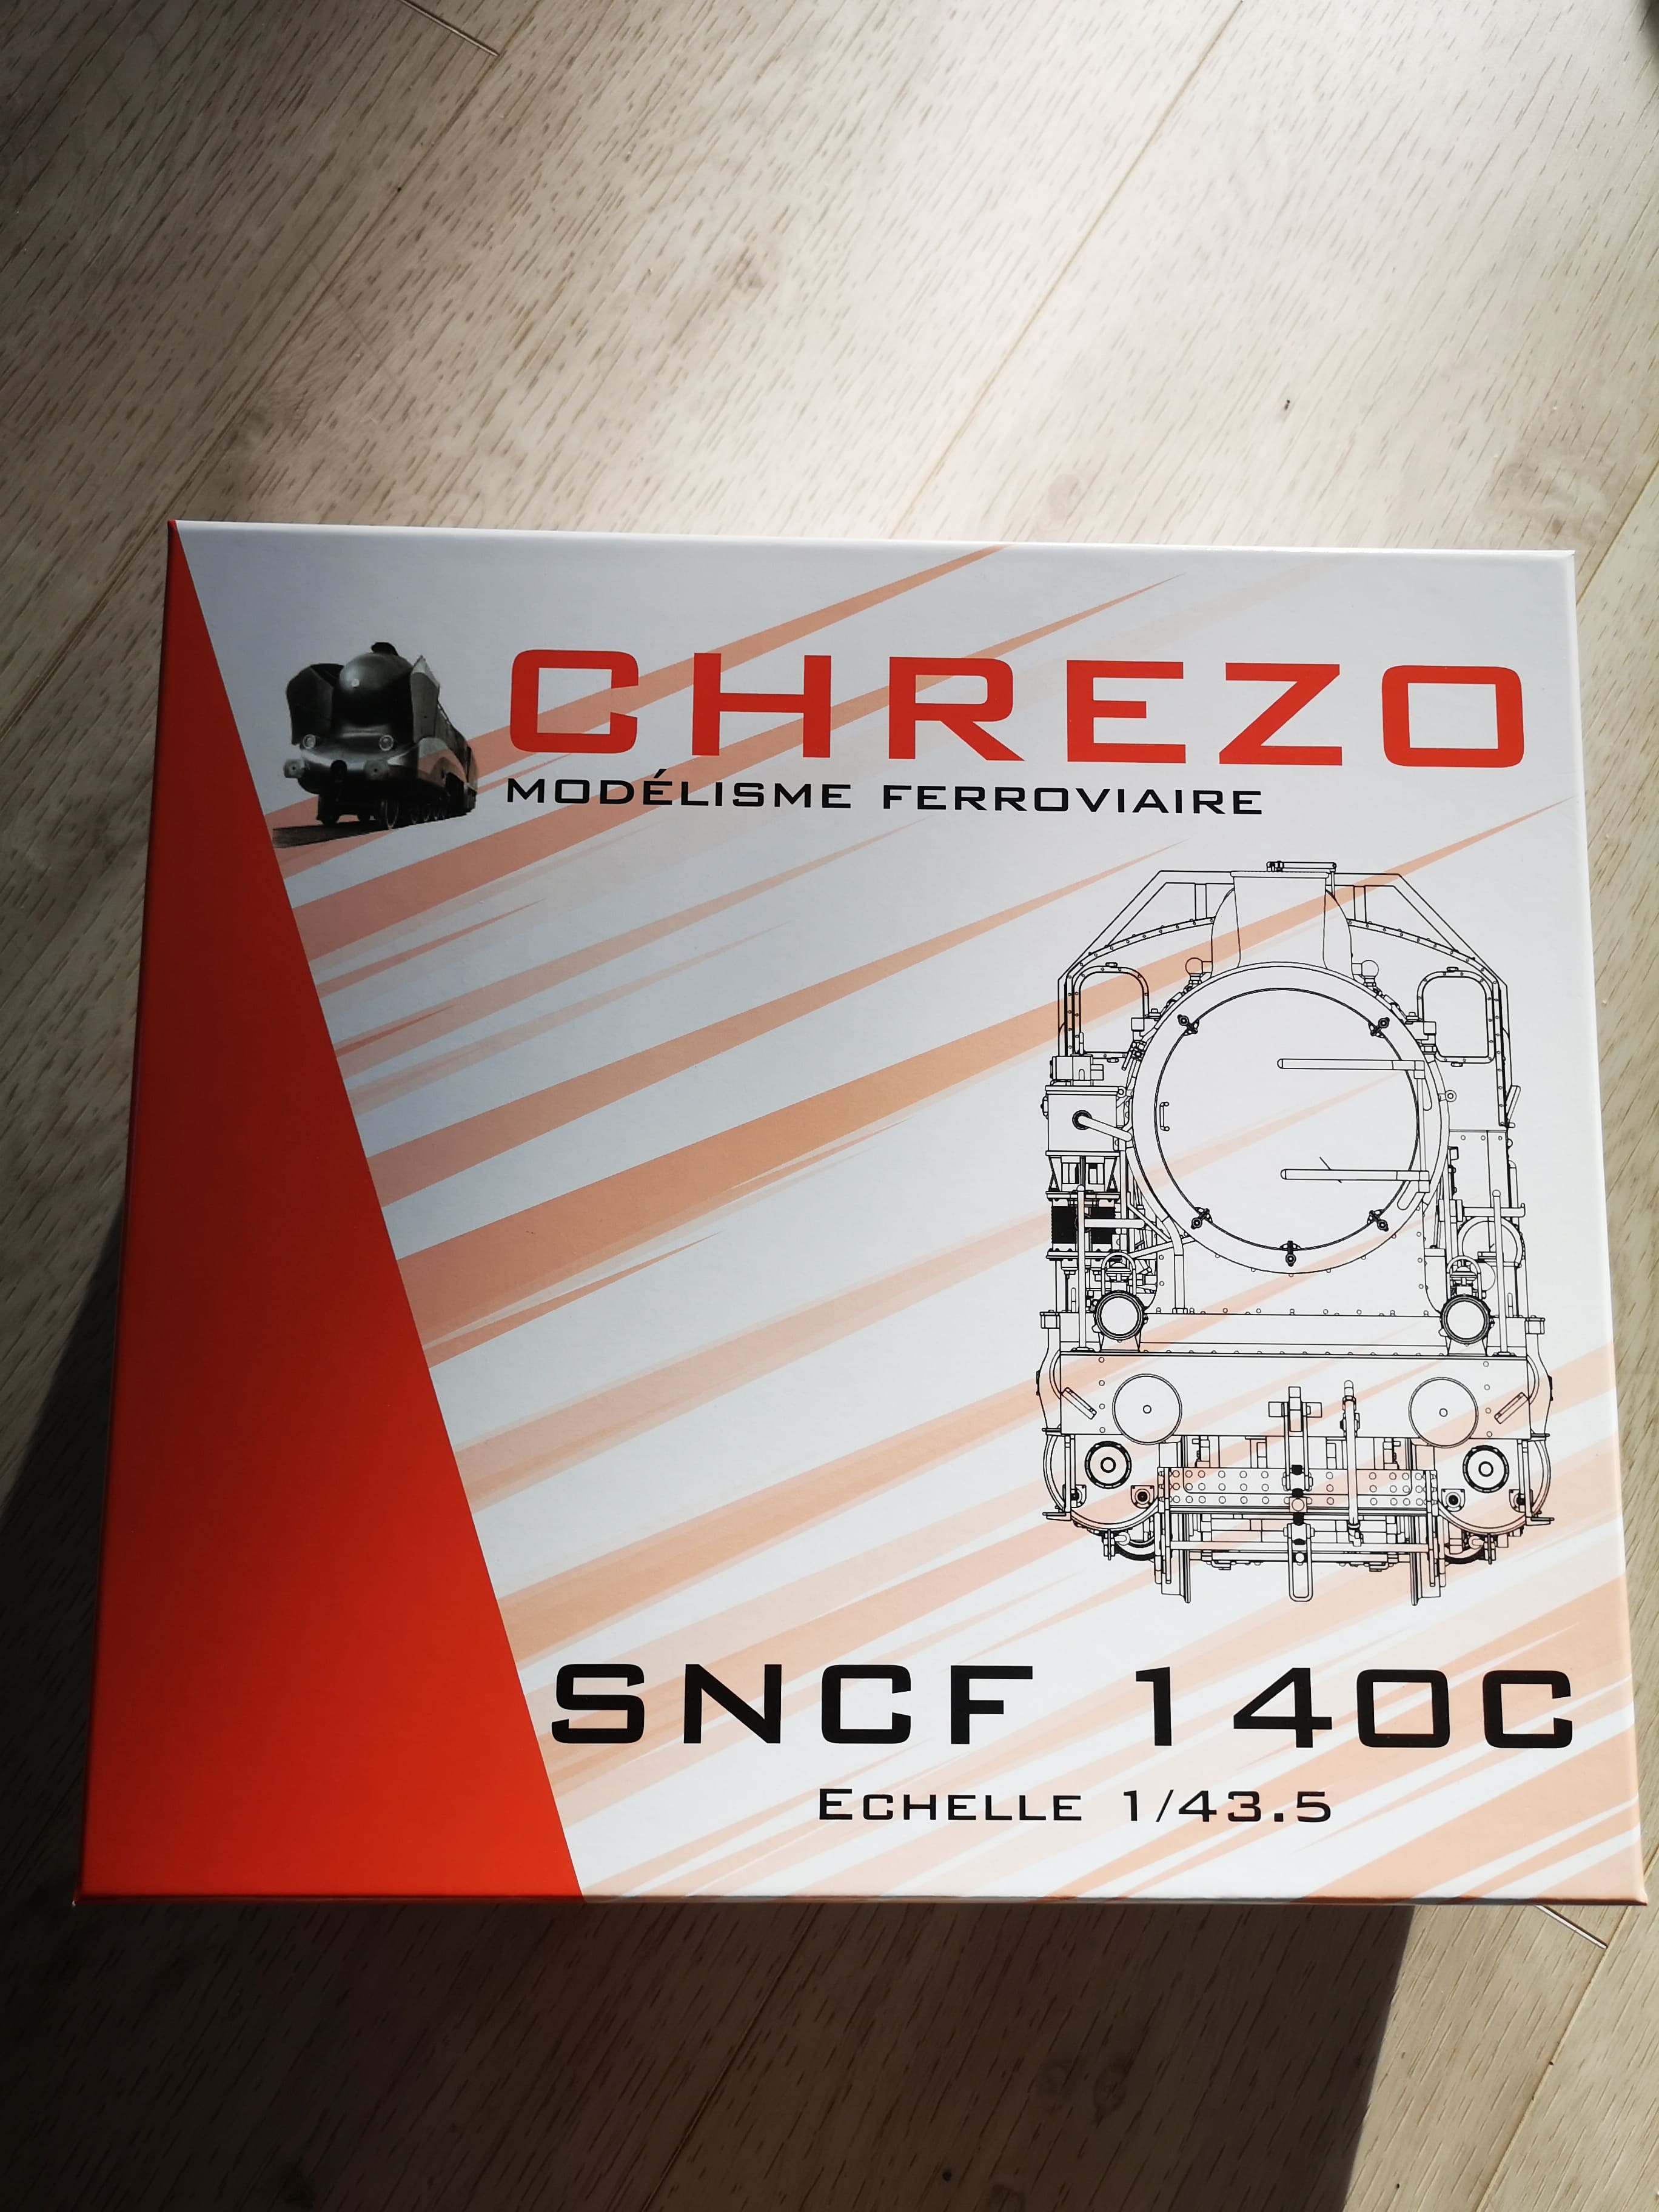 CHREZO
MODÉLISME FERROVIAIRE
SNCF 140C
ECHELLE 1/43.5